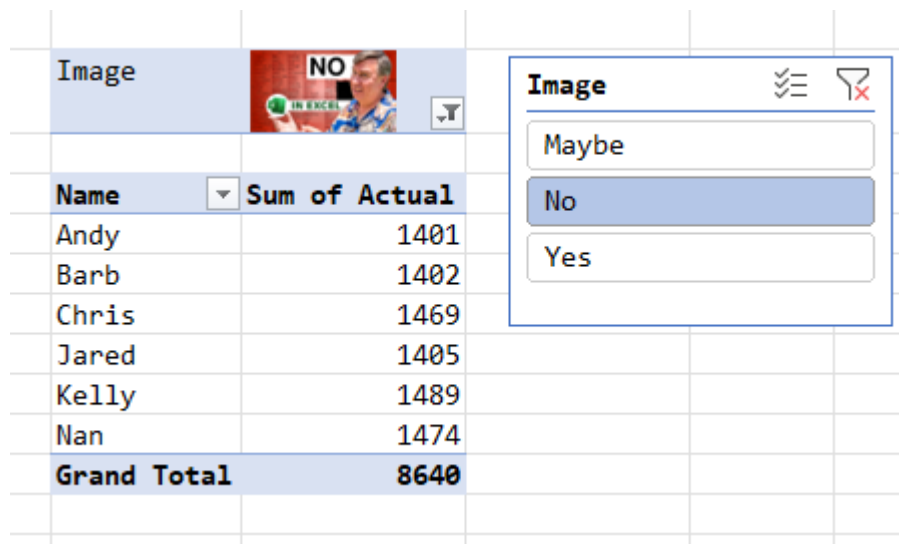 Image
NO
IN EXCEL
Name Sum of Actual
Andy 1401
Barb 1402
Chris 1469
Jared 1405
Kelly 1489
Nan 1474
Grand Total 8640
Image
Maybe
No
Yes